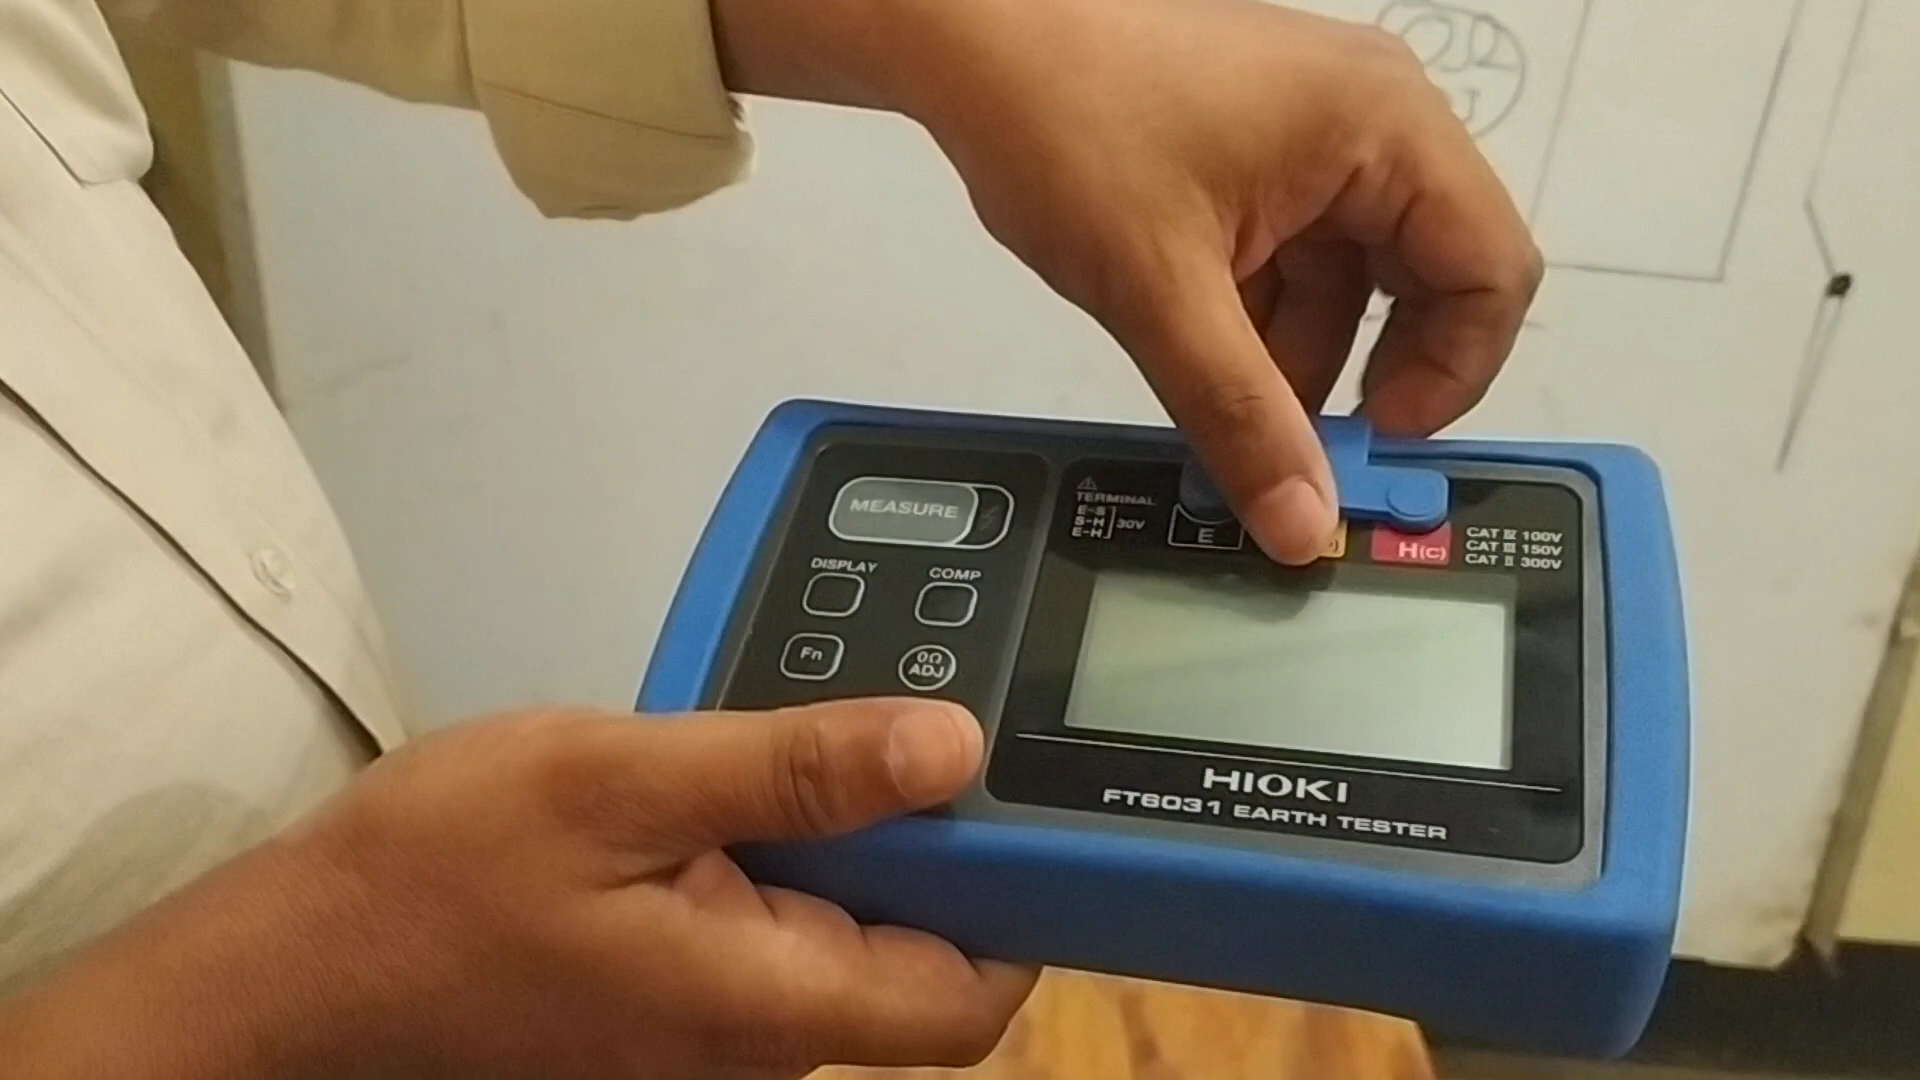 MEASURE
DISPLAY
COMP
Fn
0Ω
ADJ
TERMINAL
E-S
S-H
E-H
30V
E
H(C)
CAT Ⅳ 100V
CAT Ⅲ 150V
CAT Ⅱ 300V
HIOKI
FT6031 EARTH TESTER